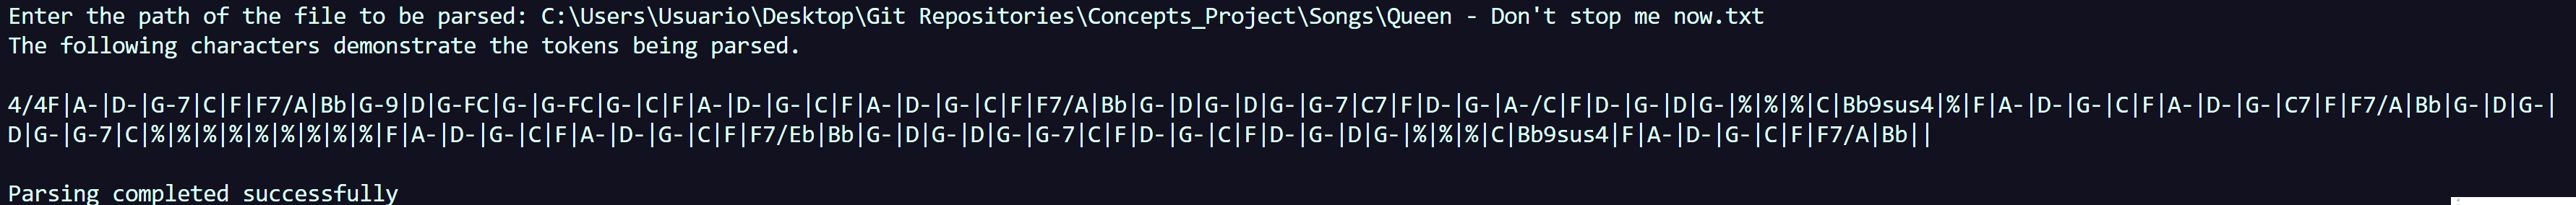 Enter the path of the file to be parsed: C:\Users\Usuario\Desktop\Git Repositories\Concepts_Project\Songs\Queen - Don't stop me now.txt
The following characters demonstrate the tokens being parsed.
4/4F|A-|D-|G-7|C|F|F7/A|Bb|G-9|D|G-FC|G-|G-FC|G-|C|F|A-|D-|G-|C|F|A-|D-|G-|C|F|F7/A|Bb|G-|D|G-|D|G-|G-7|C7|F|D-|G-|A-/C|F|D-|G-|D|G-|%|%|%|C|Bb9sus4|%|F|A-|D-|G-|C|F|A-|D-|G-|C7|F|F7/A|Bb|G-|D|G-|
D|G-|G-7|C|%|%|%|%|%|%|%|%|%|F|A-|D-|G-|C|F|A-|D-|G-|C|F|F7/Eb|Bb|G-|D|G-|D|G-|G-7|C|F|D-|G-|C|F|D-|G-|D|G-|%|%|%|C|Bb9sus4|F|A-|D-|G-|C|F|F7/A|Bb||
Parsing completed successfully